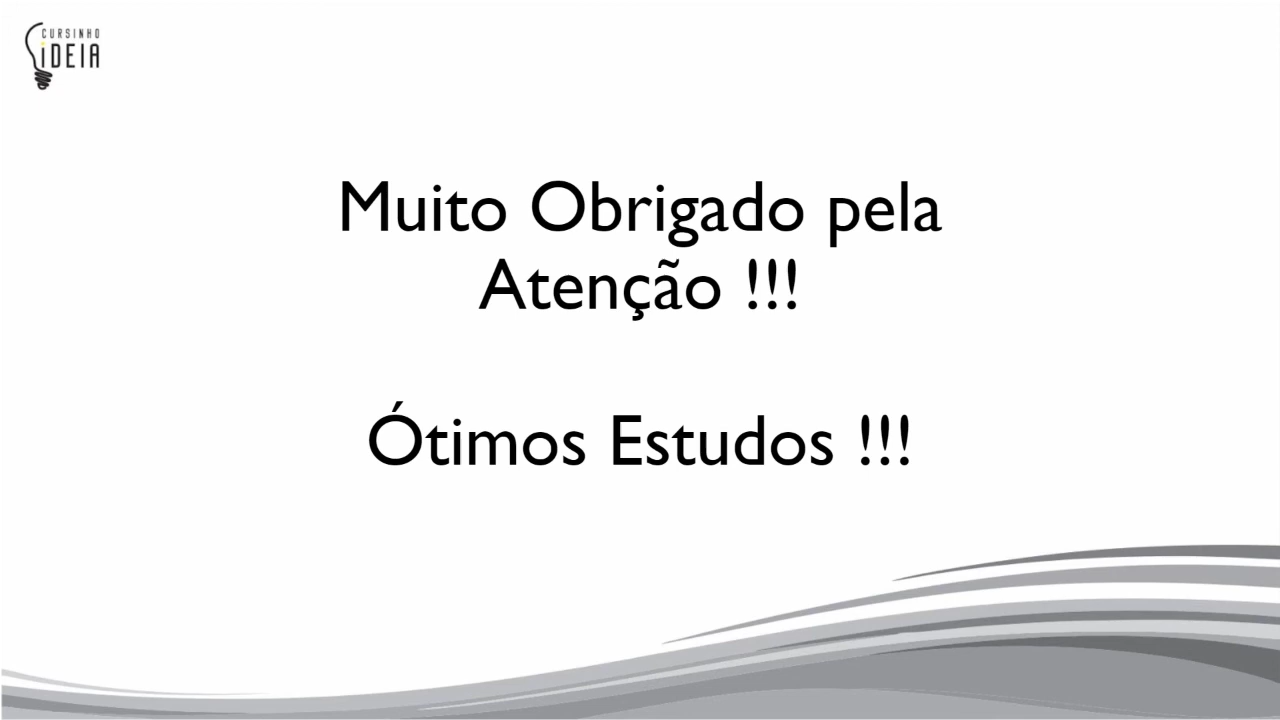 CURSINHO
iDEIA
Muito Obrigado pela
Atenção !!!
Ótimos Estudos !!!